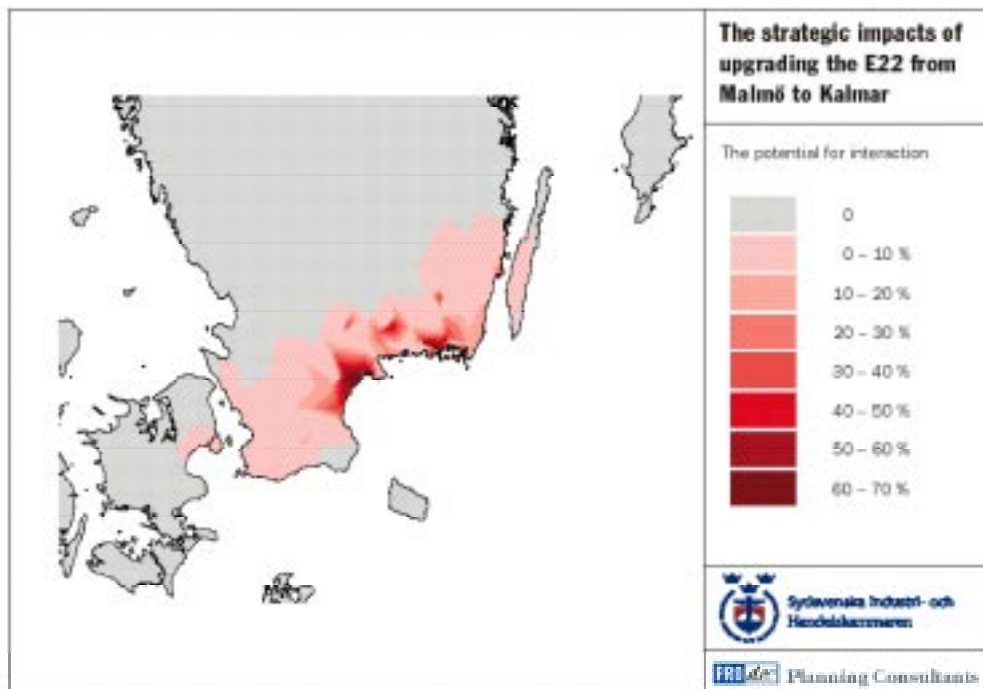 The strategic impacts of
upgrading the E22 from
Malmö to Kalmar
The potential for interaction
0
0 – 10 %
10 – 20 %
20 – 30 %
30 – 40 %
40 – 50 %
50 – 60 %
60 – 70 %
Sydsvenska Industri- och
Handelskammaren
Planning Consultants